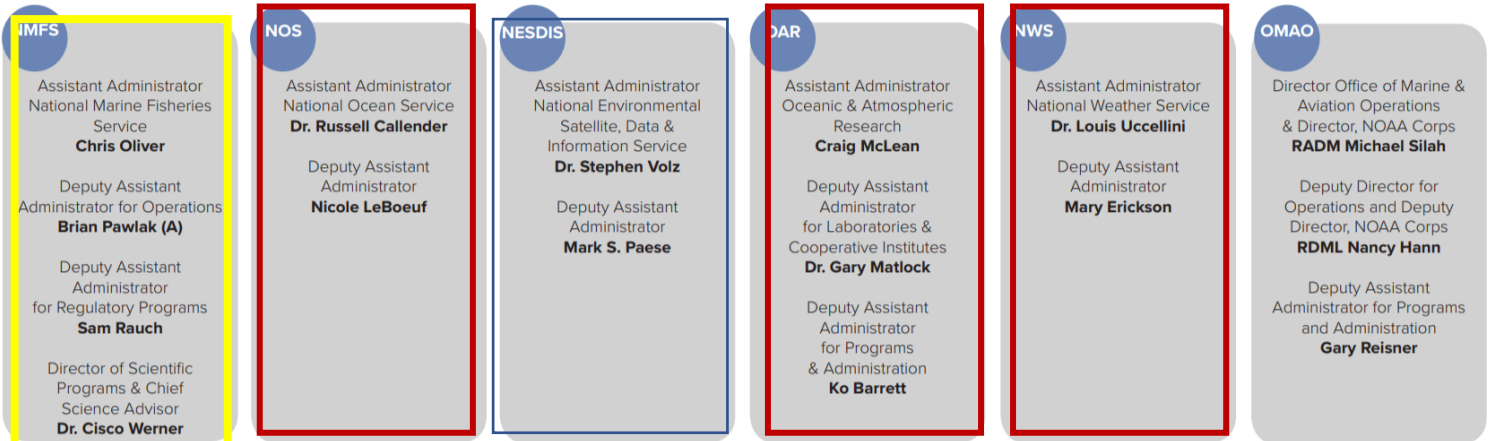 NMFS
Assistant Administrator
National Marine Fisheries
Service
Chris Oliver
Deputy Assistant
Administrator for Operations
Brian Pawlak (A)
Deputy Assistant
Administrator
for Regulatory Programs
Sam Rauch
Director of Scientific
Programs & Chief
Science Advisor
Dr. Cisco Werner
NOS
Assistant Administrator
National Ocean Service
Dr. Russell Callender
Deputy Assistant
Administrator
Nicole LeBoeuf
NESDIS
Assistant Administrator
National Environmental
Satellite, Data &
Information Service
Dr. Stephen Volz
Deputy Assistant
Administrator
Mark S. Paese
OAR
Assistant Administrator
Oceanic & Atmospheric
Research
Craig McLean
Deputy Assistant
Administrator
for Laboratories &
Cooperative Institutes
Dr. Gary Matlock
Deputy Assistant
Administrator
for Programs
& Administration
Ko Barrett
NWS
Assistant Administrator
National Weather Service
Dr. Louis Uccellini
Deputy Assistant
Administrator
Mary Erickson
OMAO
Director Office of Marine &
Aviation Operations
& Director, NOAA Corps
RADM Michael Silah
Deputy Director for
Operations and Deputy
Director, NOAA Corps
RDML Nancy Hann
Deputy Assistant
Administrator for Programs
and Administration
Gary Reisner